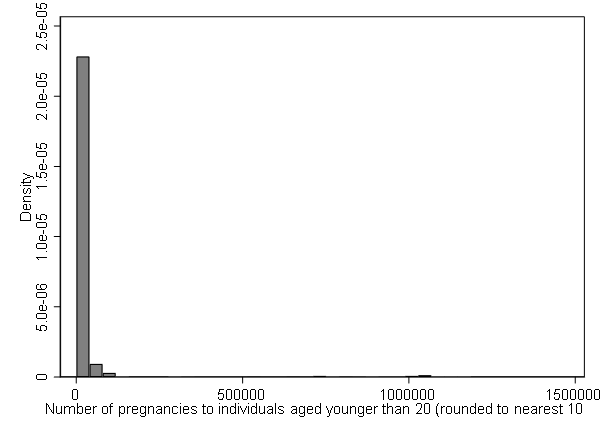 Density
2.5e-05
2.0e-05
1.5e-05
1.0e-05
5.0e-06
0
0 500000 1000000 1500000
Number of pregnancies to individuals aged younger than 20 (rounded to nearest 10